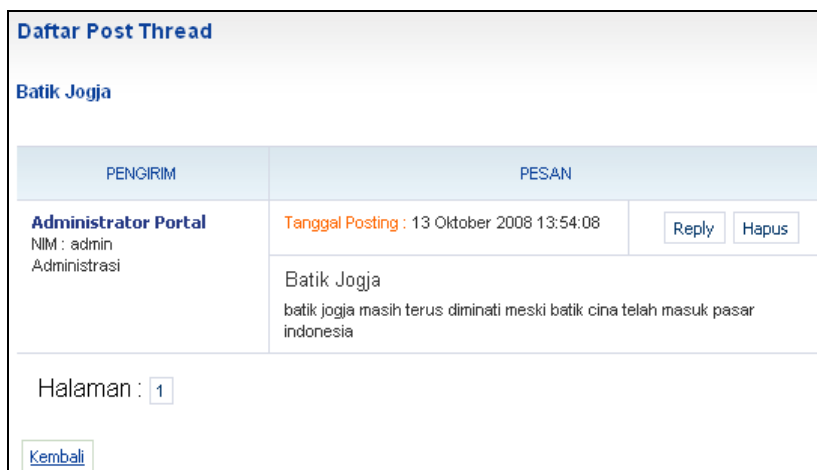 Daftar Post Thread
Batik Jogja
PENGIRIM PESAN
Administrator Portal
NIM : admin
Administrasi
Tanggal Posting : 13 Oktober 2008 13:54:08
Reply Hapus
Batik Jogja
batik jogja masih terus diminati meski batik cina telah masuk pasar
indonesia
Halaman : 1
Kembali